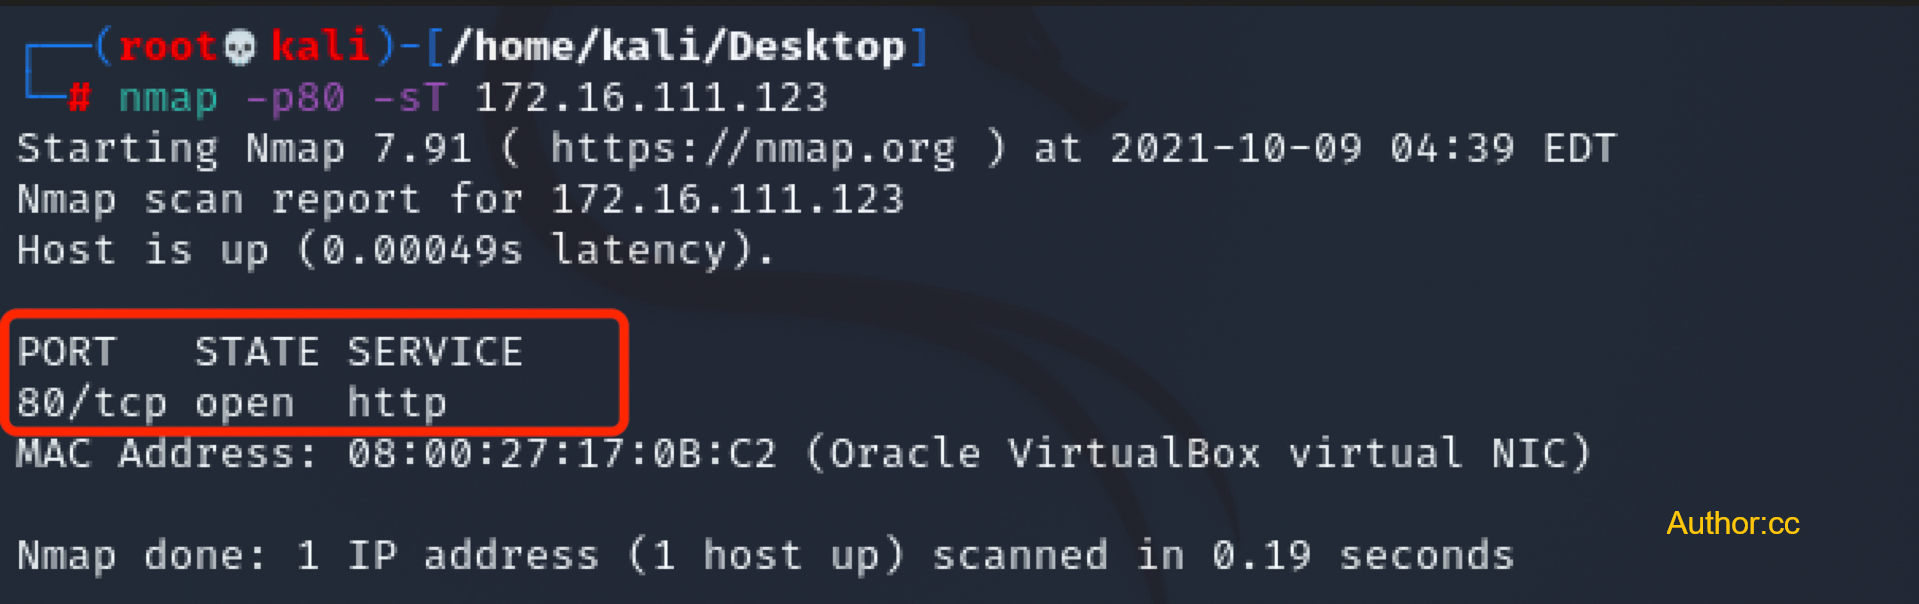 (root💀kali)-[/home/kali/Desktop]
# nmap -p80 -sT 172.16.111.123
Starting Nmap 7.91 ( https://nmap.org ) at 2021-10-09 04:39 EDT
Nmap scan report for 172.16.111.123
Host is up (0.00049s latency).
PORT   STATE SERVICE
80/tcp open  http
MAC Address: 08:00:27:17:0B:C2 (Oracle VirtualBox virtual NIC)
Author:cc
Nmap done: 1 IP address (1 host up) scanned in 0.19 seconds